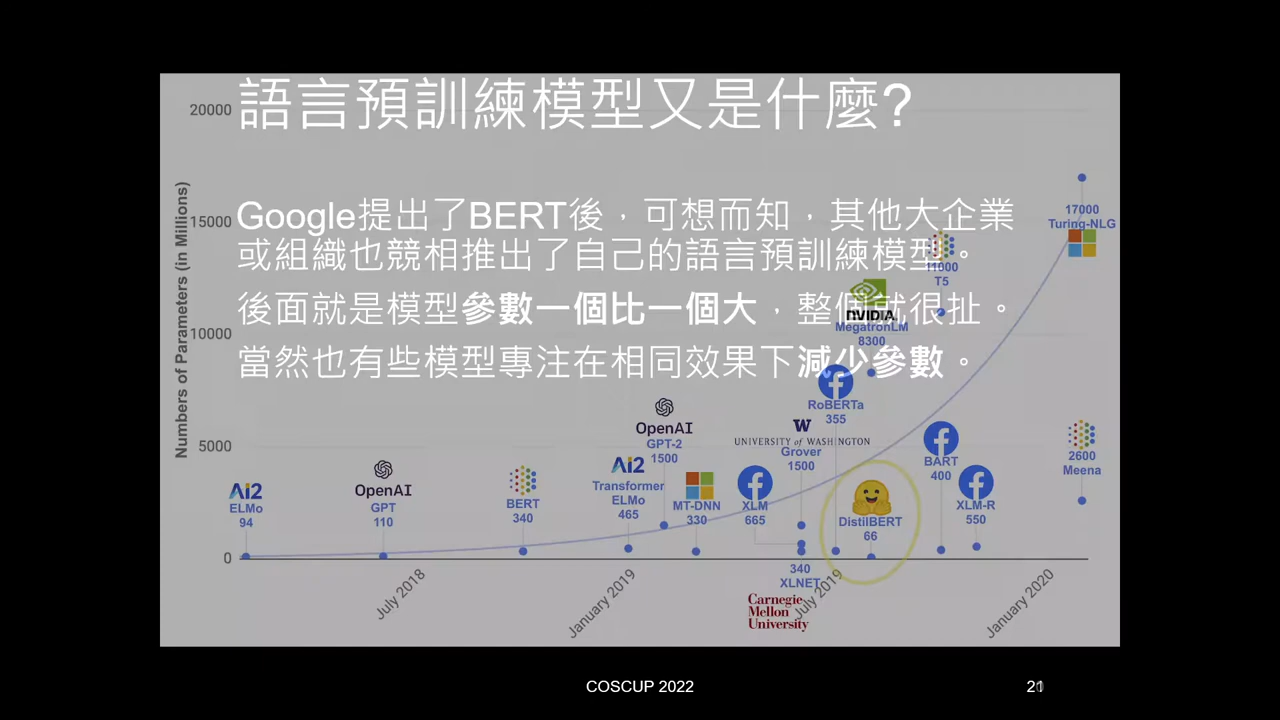 語言預訓練模型又是什麼?
Google提出了BERT後，可想而知，其他大企業
或組織也競相推出了自己的語言預訓練模型。
後面就是模型參數一個比一個大，整個就很扯。
當然也有些模型專注在相同效果下減少參數。
Numbers of Parameters (in Millions)
20000
15000
10000
5000
0
Ai2
ELMo
94
OpenAI
GPT
110
BERT
340
Ai2
Transformer
ELMo
465
OpenAI
GPT-2
1500
MT-DNN
330
XLM
665
W
UNIVERSITY of WASHINGTON
Grover
1500
340
XLNET
Carnegie
Mellon
University
RoBERTa
355
NVIDIA
MegatronLM
8300
DistilBERT
66
11000
T5
BART
400
XLM-R
550
17000
Turing-NLG
2600
Meena
July 2018
January 2019
July 2019
January 2020
COSCUP 2022